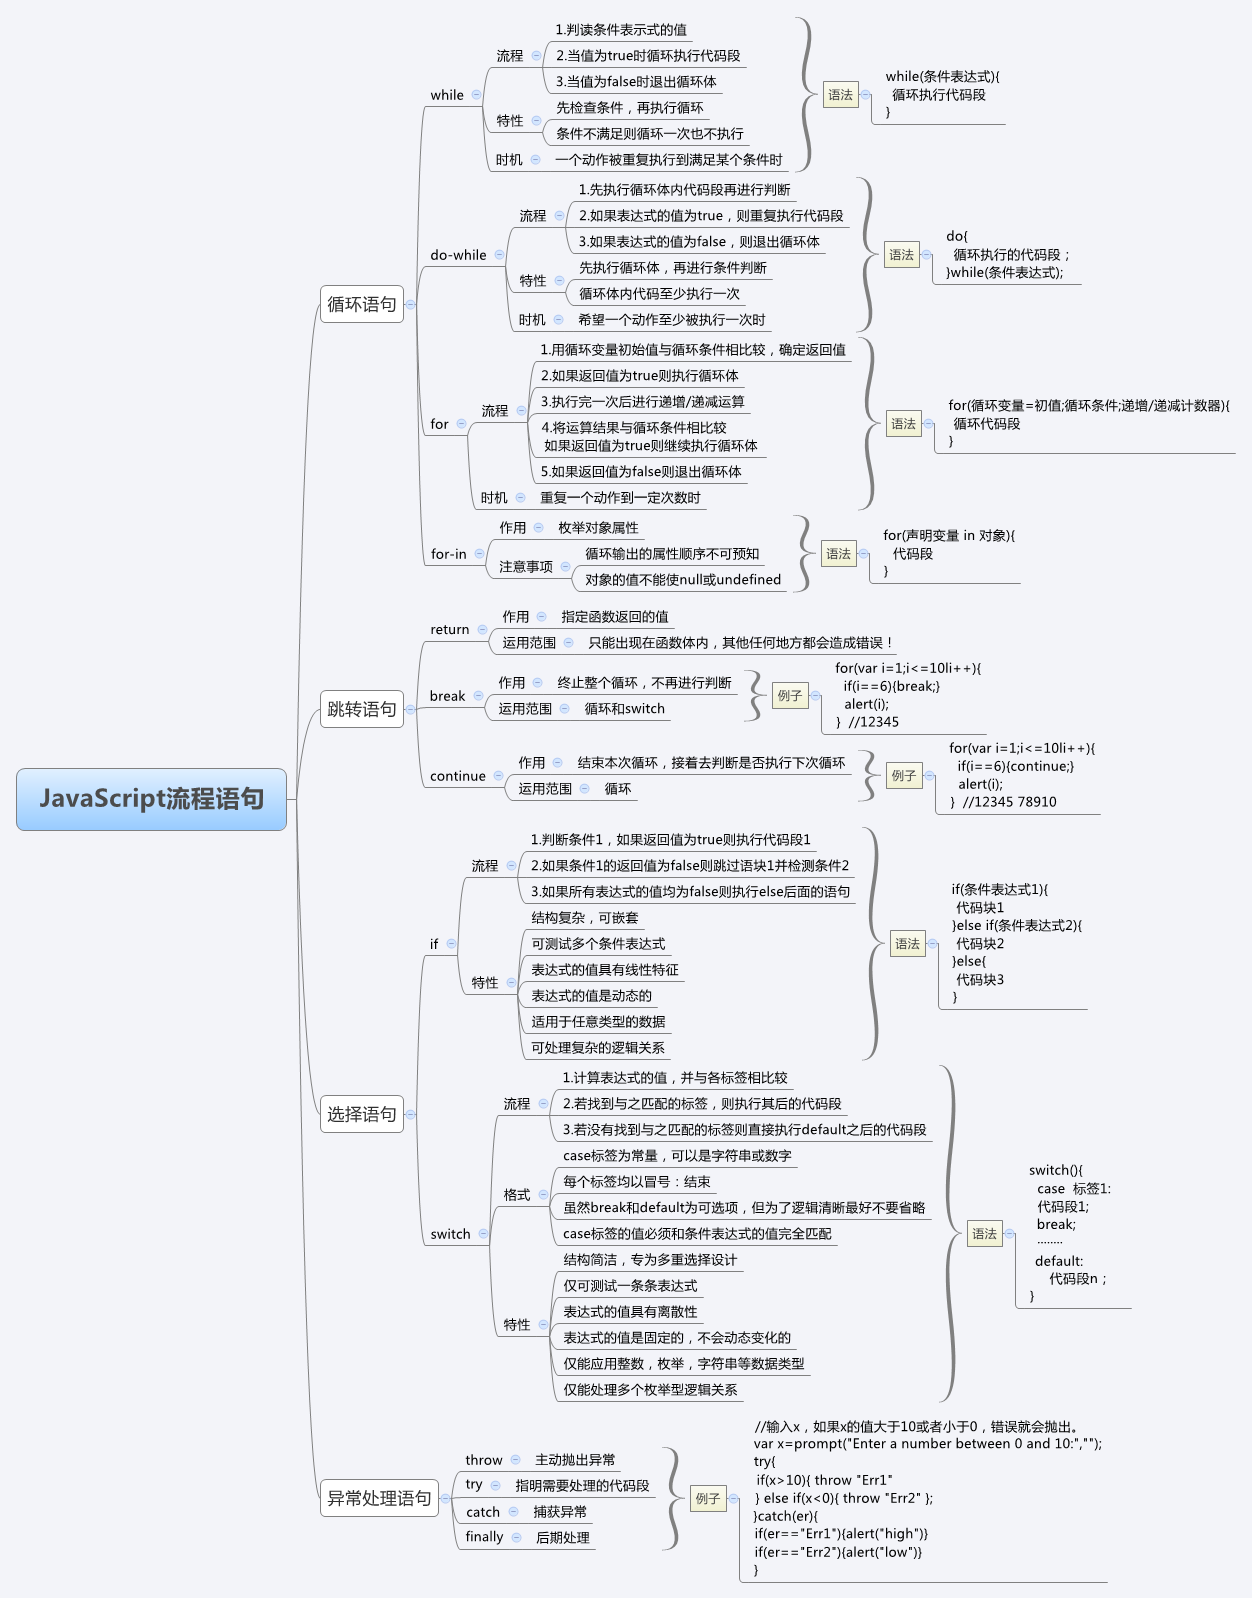 JavaScript流程语句
循环语句
while
流程
1.判读条件表示式的值
2.当值为true时循环执行代码段
3.当值为false时退出循环体
特性
先检查条件，再执行循环
条件不满足则循环一次也不执行
时机
一个动作被重复执行到满足某个条件时
语法
while(条件表达式){
循环执行代码段
}
do-while
流程
1.先执行循环体内代码段再进行判断
2.如果表达式的值为true，则重复执行代码段
3.如果表达式的值为false，则退出循环体
特性
先执行循环体，再进行条件判断
循环体内代码至少执行一次
时机
希望一个动作至少被执行一次时
语法
do{
循环执行的代码段；
}while(条件表达式);
for
流程
1.用循环变量初始值与循环条件相比较，确定返回值
2.如果返回值为true则执行循环体
3.执行完一次后进行递增/递减运算
4.将运算结果与循环条件相比较
如果返回值为true则继续执行循环体
5.如果返回值为false则退出循环体
时机
重复一个动作到一定次数时
语法
for(循环变量=初值;循环条件;递增/递减计数器){
循环代码段
}
for-in
作用
枚举对象属性
注意事项
循环输出的属性顺序不可预知
对象的值不能使null或undefined
语法
for(声明变量 in 对象){
代码段
}
跳转语句
return
作用
指定函数返回的值
运用范围
只能出现在函数体内，其他任何地方都会造成错误！
break
作用
终止整个循环，不再进行判断
运用范围
循环和switch
例子
for(var i=1;i<=10li++){
if(i==6){break;}
alert(i);
} //12345
continue
作用
结束本次循环，接着去判断是否执行下次循环
运用范围
循环
例子
for(var i=1;i<=10li++){
if(i==6){continue;}
alert(i);
} //12345 78910
选择语句
if
流程
1.判断条件1，如果返回值为true则执行代码段1
2.如果条件1的返回值为false则跳过语块1并检测条件2
3.如果所有表达式的值均为false则执行else后面的语句
特性
结构复杂，可嵌套
可测试多个条件表达式
表达式的值具有线性特征
表达式的值是动态的
适用于任意类型的数据
可处理复杂的逻辑关系
语法
if(条件表达式1){
代码块1
}else if(条件表达式2){
代码块2
}else{
代码块3
}
switch
流程
1.计算表达式的值，并与各标签相比较
2.若找到与之匹配的标签，则执行其后的代码段
3.若没有找到与之匹配的标签则直接执行default之后的代码段
格式
case标签为常量，可以是字符串或数字
每个标签均以冒号：结束
虽然break和default为可选项，但为了逻辑清晰最好不要省略
case标签的值必须和条件表达式的值完全匹配
特性
结构简洁，专为多重选择设计
仅可测试一条条表达式
表达式的值具有离散性
表达式的值是固定的，不会动态变化的
仅能应用整数，枚举，字符串等数据类型
仅能处理多个枚举型逻辑关系
语法
switch(){
case 标签1:
代码段1;
break;
········
default:
代码段n；
}
异常处理语句
throw
主动抛出异常
try
指明需要处理的代码段
catch
捕获异常
finally
后期处理
例子
//输入x，如果x的值大于10或者小于0，错误就会抛出。
var x=prompt("Enter a number between 0 and 10:","");
try{
if(x>10){ throw "Err1"
} else if(x<0){ throw "Err2" };
}catch(er){
if(er=="Err1"){alert("high")}
if(er=="Err2"){alert("low")}
}